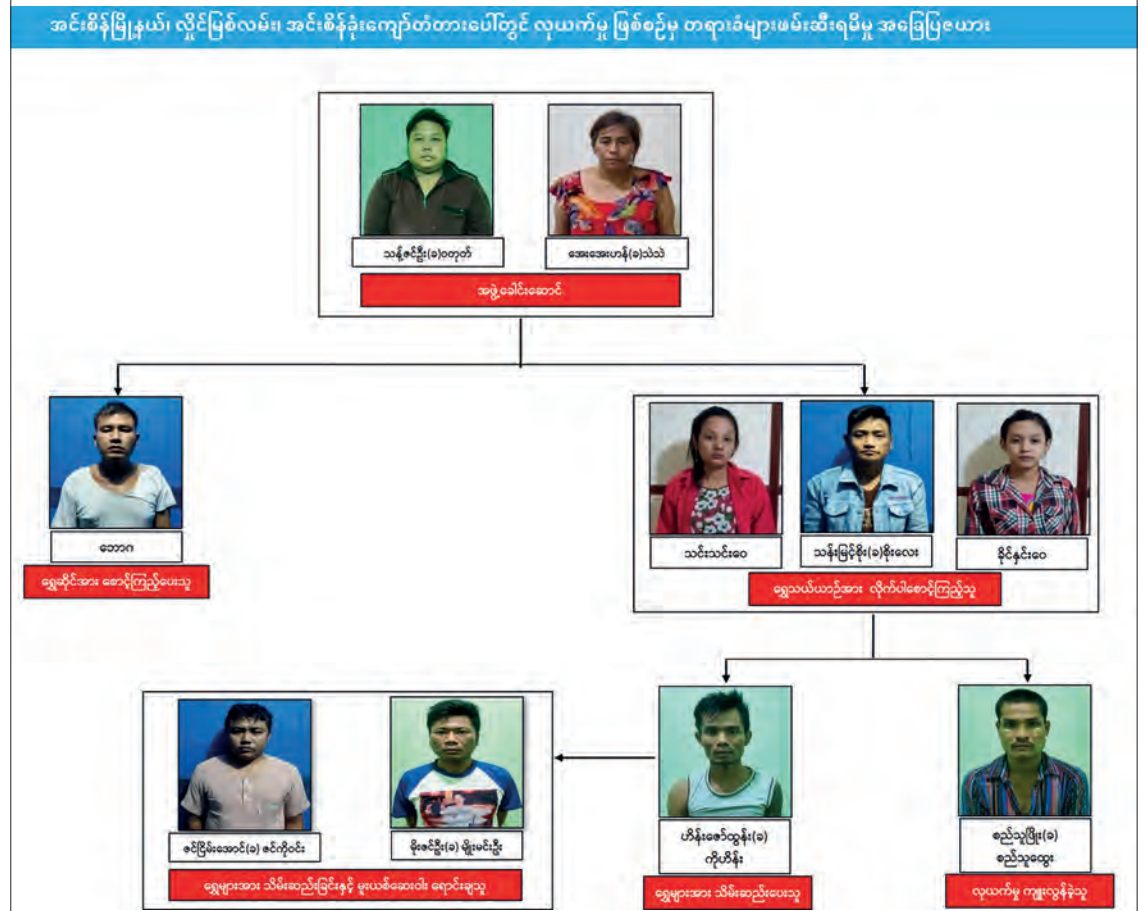 အင်းစိန်မြို့နယ်၊ လှိုင်မြစ်လမ်း၊ အင်းစိန်ခုံးကျော်တံတားပေါ်တွင် လုယက်မှု ဖြစ်စဉ်မှ တရားခံများဖမ်းဆီးရမိမှု အခြေပြဇယား
သန့်ဇင်ဦး(ခ)ဝတုတ်
အေးအေးဟန်(ခ)သဲသဲ
အဖွဲ့ခေါင်းဆောင်
ဘောဂ
ရွှေဆိုင်အား စောင့်ကြည့်ပေးသူ
သင်းသင်းဝေ
သန်းမြင့်စိုး(ခ)စိုးလေး
ခိုင်နှင်းဝေ
ရွှေသယ်ယာဉ်အား လိုက်ပါစောင့်ကြည့်သူ
ဇင်ငြိမ်းအောင်(ခ) ဇင်ကိုဝင်း
မိုးဇင်ဦး(ခ) မျိုးမင်းဦး
ရွှေများအား သိမ်းဆည်းခြင်းနှင့် မူးယစ်ဆေးဝါး ရောင်းချသူ
ဟိန်းဇော်ထွန်း(ခ)
ကိုဟိန်း
ရွှေများအား သိမ်းဆည်းပေးသူ
စည်သူဖြိုး(ခ)
စည်သူထွေး
လုယက်မှု ကျူးလွန်ခဲ့သူ